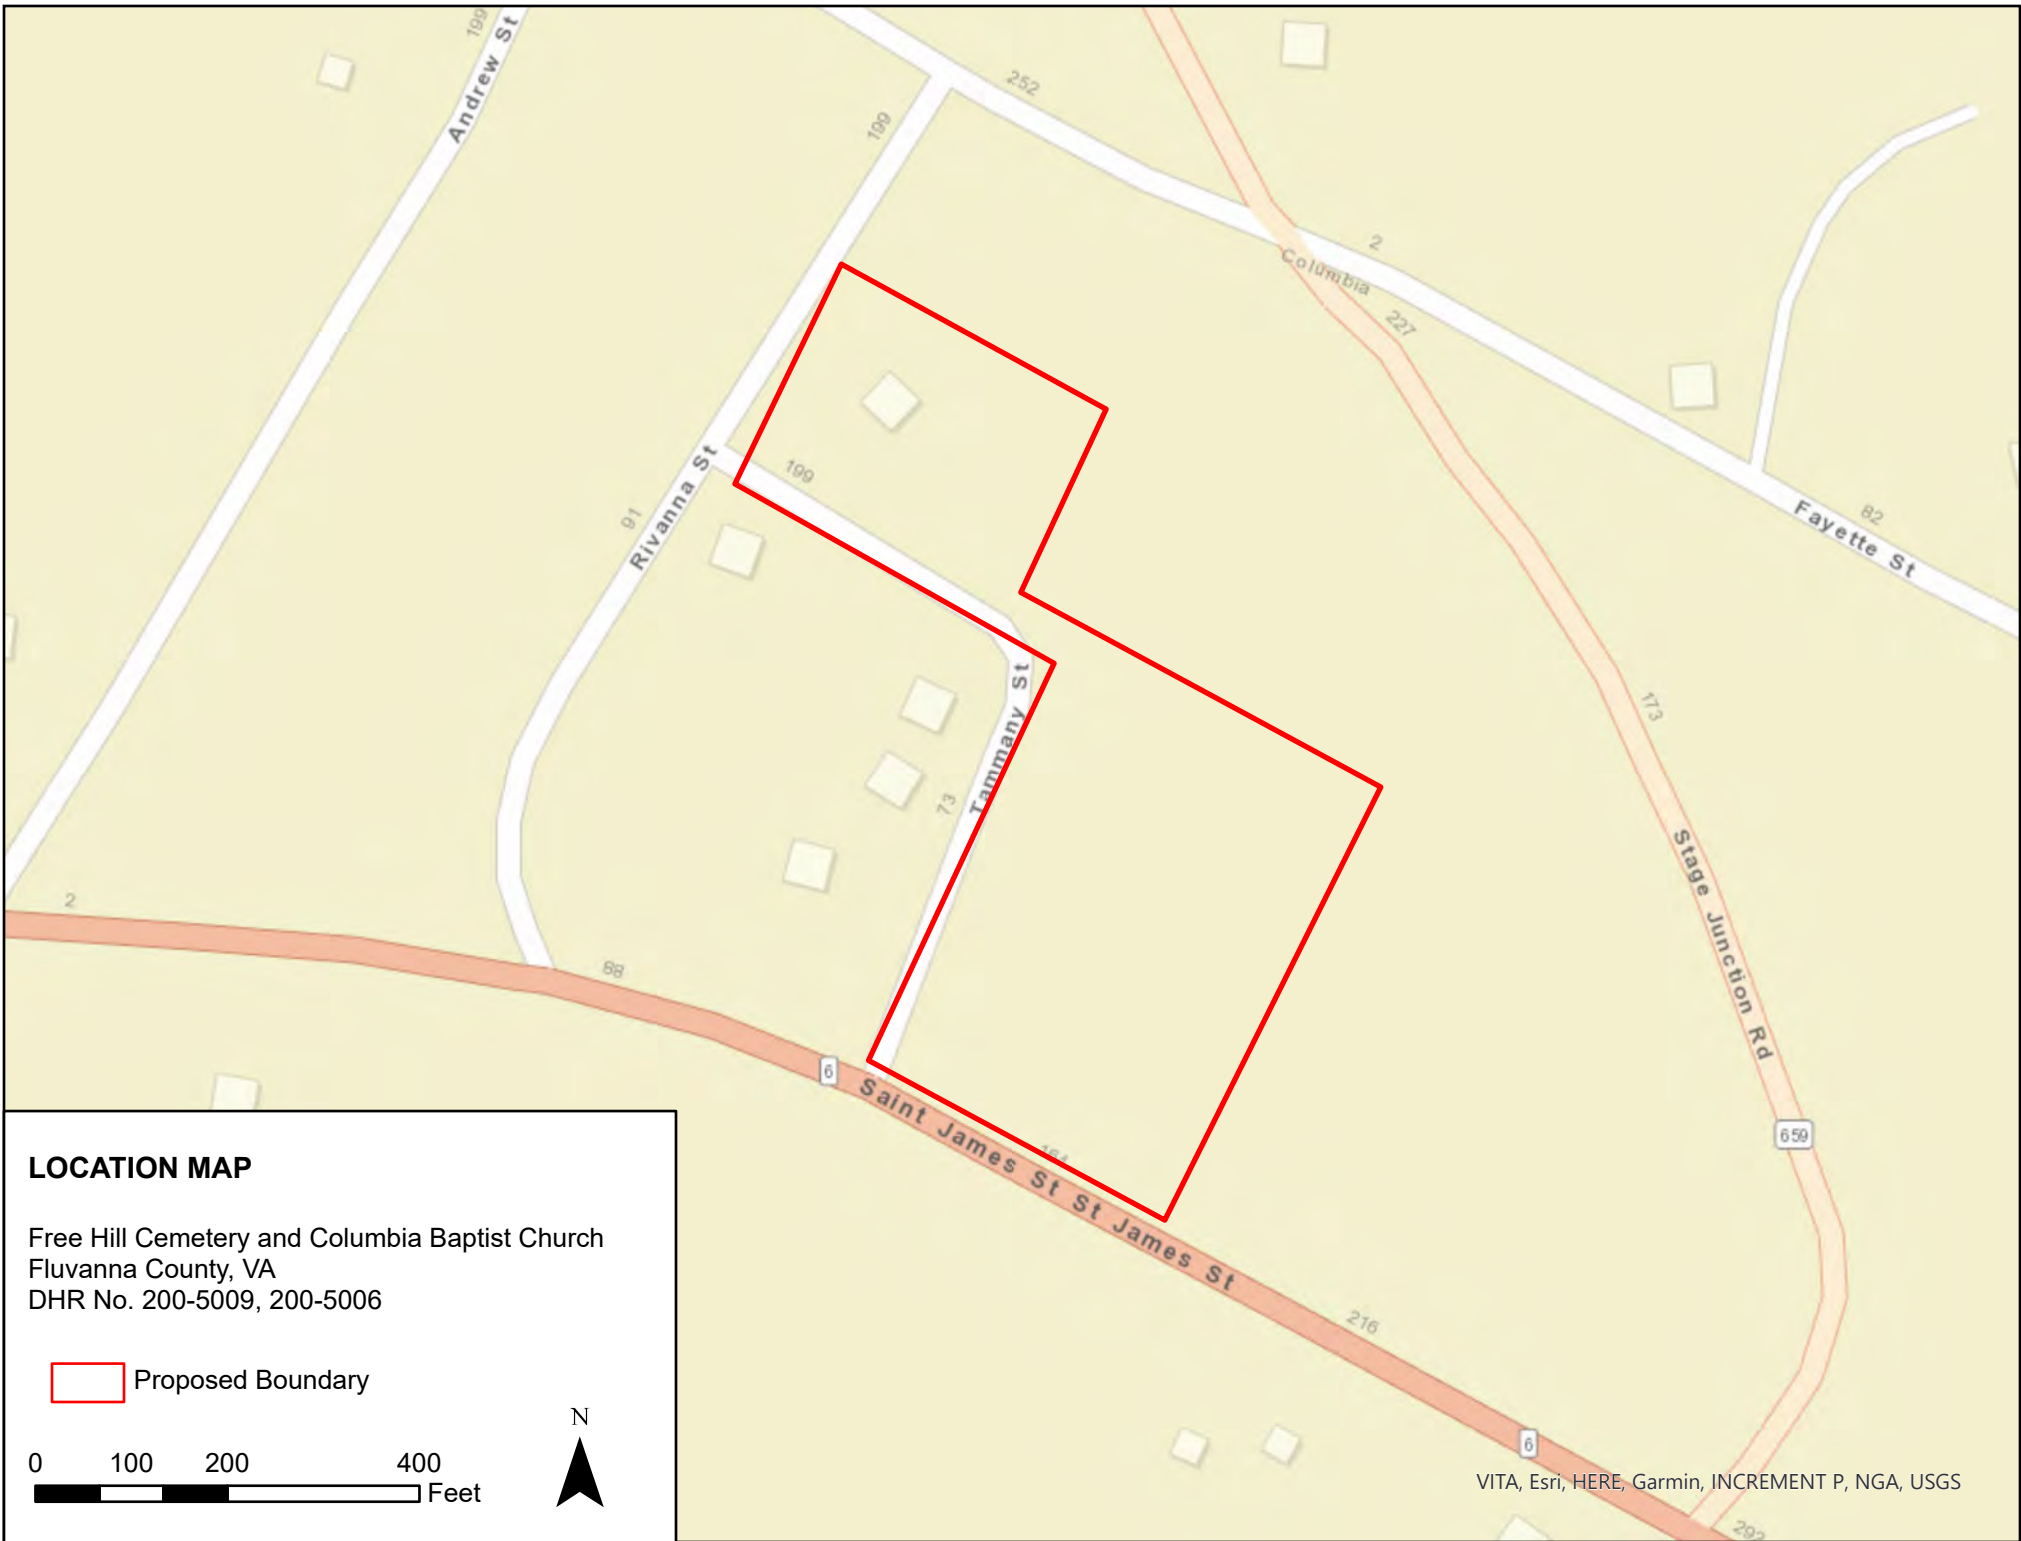 199
Andrew St
252
199
2
Columbia
227
199
Rivanna St
91
82
Fayette St
Tammany St
73
173
Stage Junction Rd
2
88
6
Saint James St St James St
659
216
6
292
LOCATION MAP
Free Hill Cemetery and Columbia Baptist Church
Fluvanna County, VA
DHR No. 200-5009, 200-5006
Proposed Boundary
N
0 100 200 400
Feet
VITA, Esri, HERE, Garmin, INCREMENT P, NGA, USGS